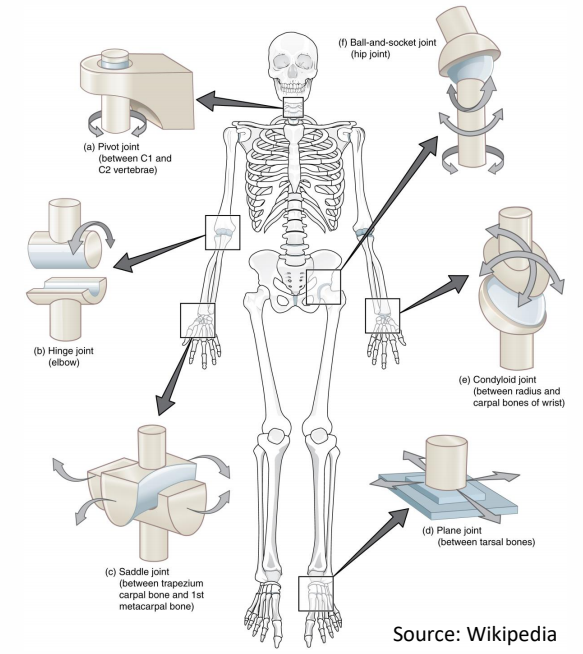 (f) Ball-and-socket joint
(hip joint)
(a) Pivot joint
(between C1 and
C2 vertebrae)
(b) Hinge joint
(elbow)
(e) Condyloid joint
(between radius and
carpal bones of wrist)
(d) Plane joint
(between tarsal bones)
(c) Saddle joint
(between trapezium
carpal bone and 1st
metacarpal bone)
Source: Wikipedia